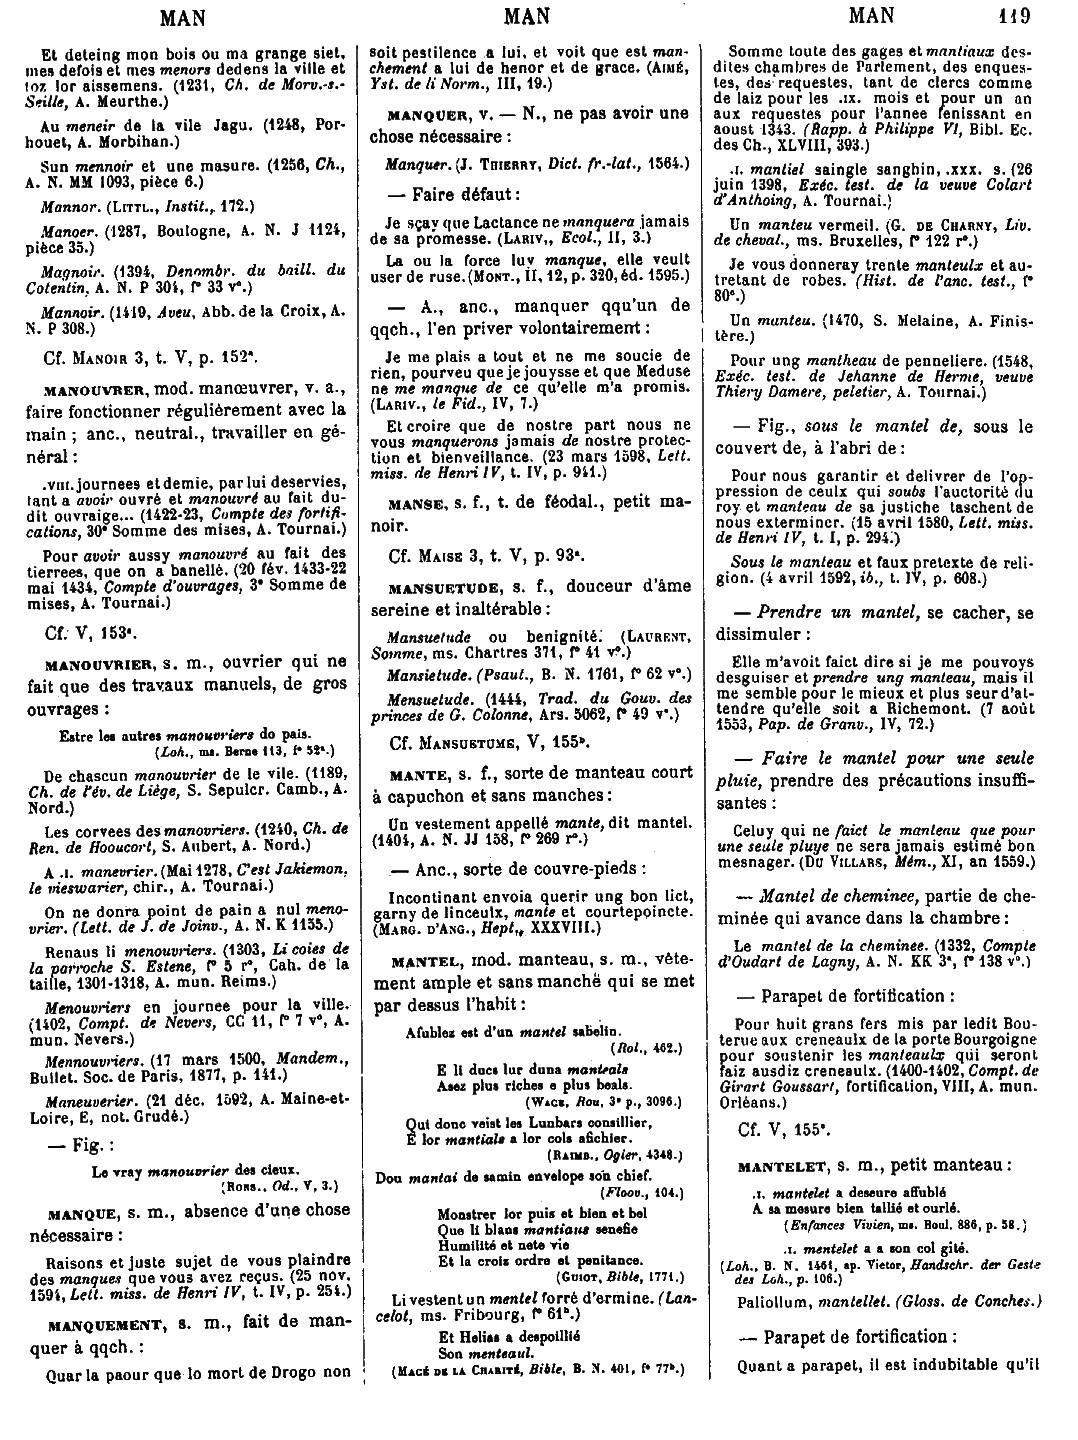 MAN
MAN
MAN 119
Et deteing mon bois ou ma grange siet,
mes defois et mes menors dedens la ville et
toz lor aissemens. (1231, Ch. de Morv.-s.-
Seille, A. Meurthe.)
Au meneir de la vile Jagu. (1248, Por-
houet, A. Morbihan.)
Sun mennoir et une masure. (1256, Ch.,
A. N. MM 1093, pièce 6.)
Mannor. (LITTL., Instit., 172.)
Manoer. (1287, Boulogne, A. N. J 1124,
pièce 35.)
Magnoir. (1394, Denombr. du baill. du
Cotentin, A. N. P 304, f° 33 v°.)
Mannoir. (1419, Aveu, Abb. de la Croix, A.
N. P 308.)
Cf. MANOIR 3, t. V, p. 152ᵃ.
MANOUVRER, mod. manœuvrer, v. a.,
faire fonctionner régulièrement avec la
main ; anc., neutral., travailler en gé-
néral :
.VIII. journees et demie, par lui deservies,
tant a avoir ouvré et manouvré au fait du-
dit ouvraige... (1422-23, Compte des fortifi-
cations, 30ᵉ Somme des mises, A. Tournai.)
Pour avoir aussy manouvré au fait des
tierrees, que on a banellé. (20 fév. 1433-22
mai 1434, Compte d'ouvrages, 3ᵉ Somme de
mises, A. Tournai.)
Cf. V, 153ᵃ.
MANOUVRIER, s. m., ouvrier qui ne
fait que des travaux manuels, de gros
ouvrages :
Estre les autres manouvriers do pais.
(Loh., ms. Berne 113, f° 52ᵃ.)
De chascun manouvrier de le vile. (1189,
Ch. de l'év. de Liège, S. Sepulcr. Camb., A.
Nord.)
Les corvees des manovriers. (1240, Ch. de
Ren. de Hooucort, S. Aubert, A. Nord.)
A .I. manevrier. (Mai 1278, C'est Jakiemon,
le vieswarier, chir., A. Tournai.)
On ne donra point de pain a nul meno-
vrier. (Lett. de J. de Joinv., A. N. K 1155.)
Renaus li menouvriers. (1303, Li coies de
la parroche S. Estene, f° 5 r°, Cah. de la
taille, 1301-1318, A. mun. Reims.)
Menouvriers en journee pour la ville.
(1402, Compt. de Nevers, CC 11, f° 7 v°, A.
mun. Nevers.)
Mennouvriers. (17 mars 1500, Mandem.,
Bullet. Soc. de Paris, 1877, p. 141.)
Maneuverier. (21 déc. 1592, A. Maine-et-
Loire, E, not. Grudé.)
— Fig. :
Le vray manouvrier des cieux.
(RONS., Od., V, 3.)
MANQUE, s. m., absence d'une chose
nécessaire :
Raisons et juste sujet de vous plaindre
des manques que vous avez reçus. (25 nov.
1594, Lett. miss. de Henri IV, t. IV, p. 254.)
MANQUEMENT, s. m., fait de man-
quer à qqch. :
Quar la paour que lo mort de Drogo non
soit pestilence a lui, et voit que est man-
chement a lui de henor et de grace. (AIMÉ,
Yst. de li Norm., III, 19.)
MANQUER, v. — N., ne pas avoir une
chose nécessaire :
Manquer. (J. THIERRY, Dict. fr.-lat., 1564.)
— Faire défaut :
Je sçay que Lactance ne manquera jamais
de sa promesse. (LARIV., Ecol., II, 3.)
La ou la force luy manque, elle veult
user de ruse. (MONT., II, 12, p. 320, éd. 1595.)
— A., anc., manquer qqu'un de
qqch., l'en priver volontairement :
Je me plais a tout et ne me soucie de
rien, pourveu que je jouysse et que Meduse
ne me manque de ce qu'elle m'a promis.
(LARIV., le Fid., IV, 7.)
Et croire que de nostre part nous ne
vous manquerons jamais de nostre protec-
tion et bienveillance. (23 mars 1598, Lett.
miss. de Henri IV, t. IV, p. 941.)
MANSE, s. f., t. de féodal., petit ma-
noir.
Cf. MAISE 3, t. V, p. 93ᵃ.
MANSUETUDE, s. f., douceur d'âme
sereine et inaltérable :
Mansuetude ou benignité. (LAURENT,
Somme, ms. Chartres 371, f° 41 v°.)
Mansietude. (Psaut., B. N. 1761, f° 62 v°.)
Mensuetude. (1444, Trad. du Gouv. des
princes de G. Colonne, Ars. 5062, f° 49 v°.)
Cf. MANSUETUME, V, 155ᵇ.
MANTE, s. f., sorte de manteau court
à capuchon et sans manches :
Un vestement appellé mante, dit mantel.
(1404, A. N. JJ 158, f° 269 r°.)
— Anc., sorte de couvre-pieds :
Incontinant envoia querir ung bon lict,
garny de linceulx, mante et courtepoincte.
(MARG. D'ANG., Hept., XXXVIII.)
MANTEL, mod. manteau, s. m., vête-
ment ample et sans manche qui se met
par dessus l'habit :
Afublez est d'un mantel sabelin.
(Rol., 462.)
E li ducs lur duna manteals
Asez plus riches e plus beals.
(WACE, Rou, 3ᵉ p., 3096.)
Qui donc veist les Lunbars consillier,
E lor mantials a lor cols afichier.
(RAIMB., Ogier, 4348.)
Dou mantai de samin envelope son chief.
(Floov., 104.)
Monstrer lor puis et bien et bel
Que li blans mantiaus senefie
Humilité et nete vie
Et la crois ordre et penitance.
(GUIOT, Bible, 1771.)
Li vestent un mentel forré d'ermine. (Lan-
celot, ms. Fribourg, f° 61ᵇ.)
Et Helias a despoillié
Son menteaul.
(MACÉ DE LA CHARITÉ, Bible, B. N. 401, f° 77ᵇ.)
Somme toute des gages et mantiaux des-
dites chambres de Parlement, des enques-
tes, des requestes, tant de clercs comme
de laiz pour les .IX. mois et pour un an
aux requestes pour l'annee fenissant en
aoust 1343. (Rapp. à Philippe VI, Bibl. Ec.
des Ch., XLVIII, 393.)
.I. mantiel saingle sanghin, .XXX. s. (26
juin 1398, Exéc. test. de la veuve Colart
d'Anthoing, A. Tournai.)
Un manteu vermeil. (G. DE CHARNY, Liv.
de cheval., ms. Bruxelles, f° 122 r°.)
Je vous donneray trente manteulx et au-
tretant de robes. (Hist. de l'anc. test., f°
80ᶜ.)
Un manteu. (1470, S. Melaine, A. Finis-
tère.)
Pour ung mantheau de penneliere. (1548,
Exéc. test. de Jehanne de Herme, veuve
Thiery Damere, peletier, A. Tournai.)
— Fig., sous le mantel de, sous le
couvert de, à l'abri de :
Pour nous garantir et delivrer de l'op-
pression de ceulx qui soubs l'auctorité du
roy et manteau de sa justiche taschent de
nous exterminer. (15 avril 1580, Lett. miss.
de Henri IV, t. I, p. 294.)
Sous le manteau et faux pretexte de reli-
gion. (4 avril 1592, ib., t. IV, p. 608.)
— Prendre un mantel, se cacher, se
dissimuler :
Elle m'avoit faict dire si je me pouvoys
desguiser et prendre ung manteau, mais il
me semble pour le mieux et plus seur d'at-
tendre qu'elle soit a Richemont. (7 août
1553, Pap. de Granv., IV, 72.)
— Faire le mantel pour une seule
pluie, prendre des précautions insuffi-
santes :
Celuy qui ne faict le manteau que pour
une seule pluye ne sera jamais estimé bon
mesnager. (DU VILLARS, Mém., XI, an 1559.)
— Mantel de cheminee, partie de che-
minée qui avance dans la chambre :
Le mantel de la cheminee. (1332, Compte
d'Oudart de Lagny, A. N. KK 3ᵃ, f° 138 v°.)
— Parapet de fortification :
Pour huit grans fers mis par ledit Bou-
terue aux creneaulx de la porte Bourgoigne
pour soustenir les manteaulx qui seront
faiz ausdiz creneaulx. (1400-1402, Compt. de
Girart Goussart, fortification, VIII, A. mun.
Orléans.)
Cf. V, 155ᶜ.
MANTELET, s. m., petit manteau :
.I. mantelet a deseure affublé
A sa mesure bien taillié et ourlé.
(Enfances Vivien, ms. Boul. 886, p. 58.)
.I. mentelet a a son col gité.
(Loh., B. N. 1461, ap. Vietor, Handschr. der Geste
des Loh., p. 106.)
Paliollum, mantellet. (Gloss. de Conches.)
— Parapet de fortification :
Quant a parapet, il est indubitable qu'il